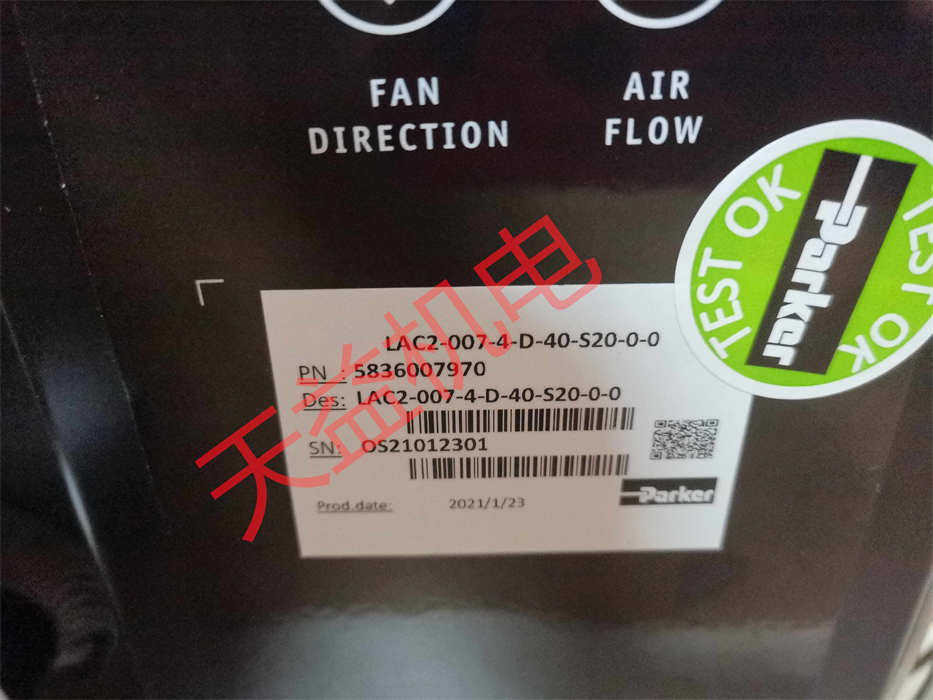 FAN
DIRECTION
AIR
FLOW
TEST OK
Parker
TEST OK
LAC2-007-4-D-40-S20-0-0
PN : 5836007970
Des: LAC2-007-4-D-40-S20-0-0
SN: OS21012301
Prod.date: 2021/1/23
Parker
天益机电